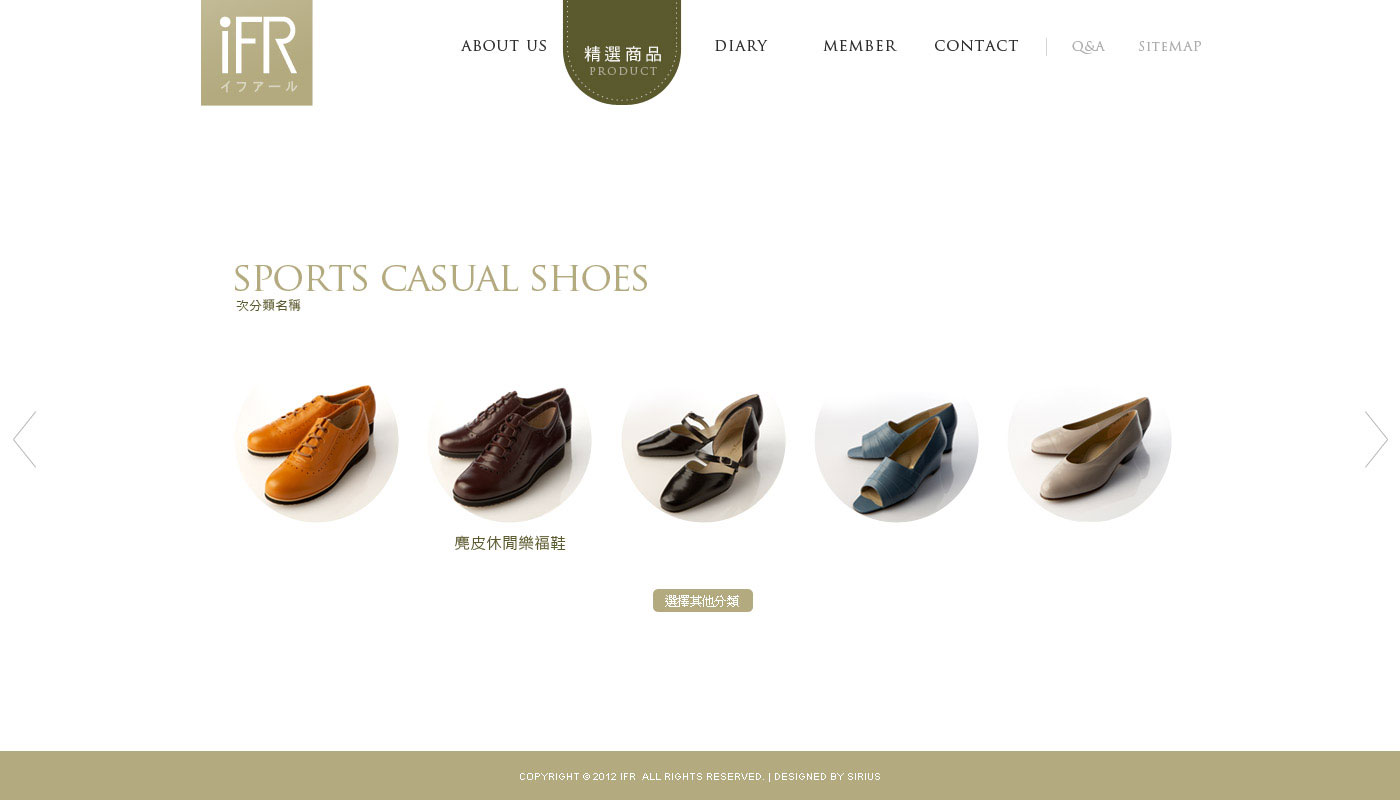 iFR
イファール
ABOUT US
精選商品
PRODUCT
DIARY
MEMBER
CONTACT
Q&A
SITEMAP
SPORTS CASUAL SHOES
次分類名稱
麂皮休閒樂福鞋
選擇其他分類
COPYRIGHT © 2012 IFR ALL RIGHTS RESERVED. | DESIGNED BY SIRIUS